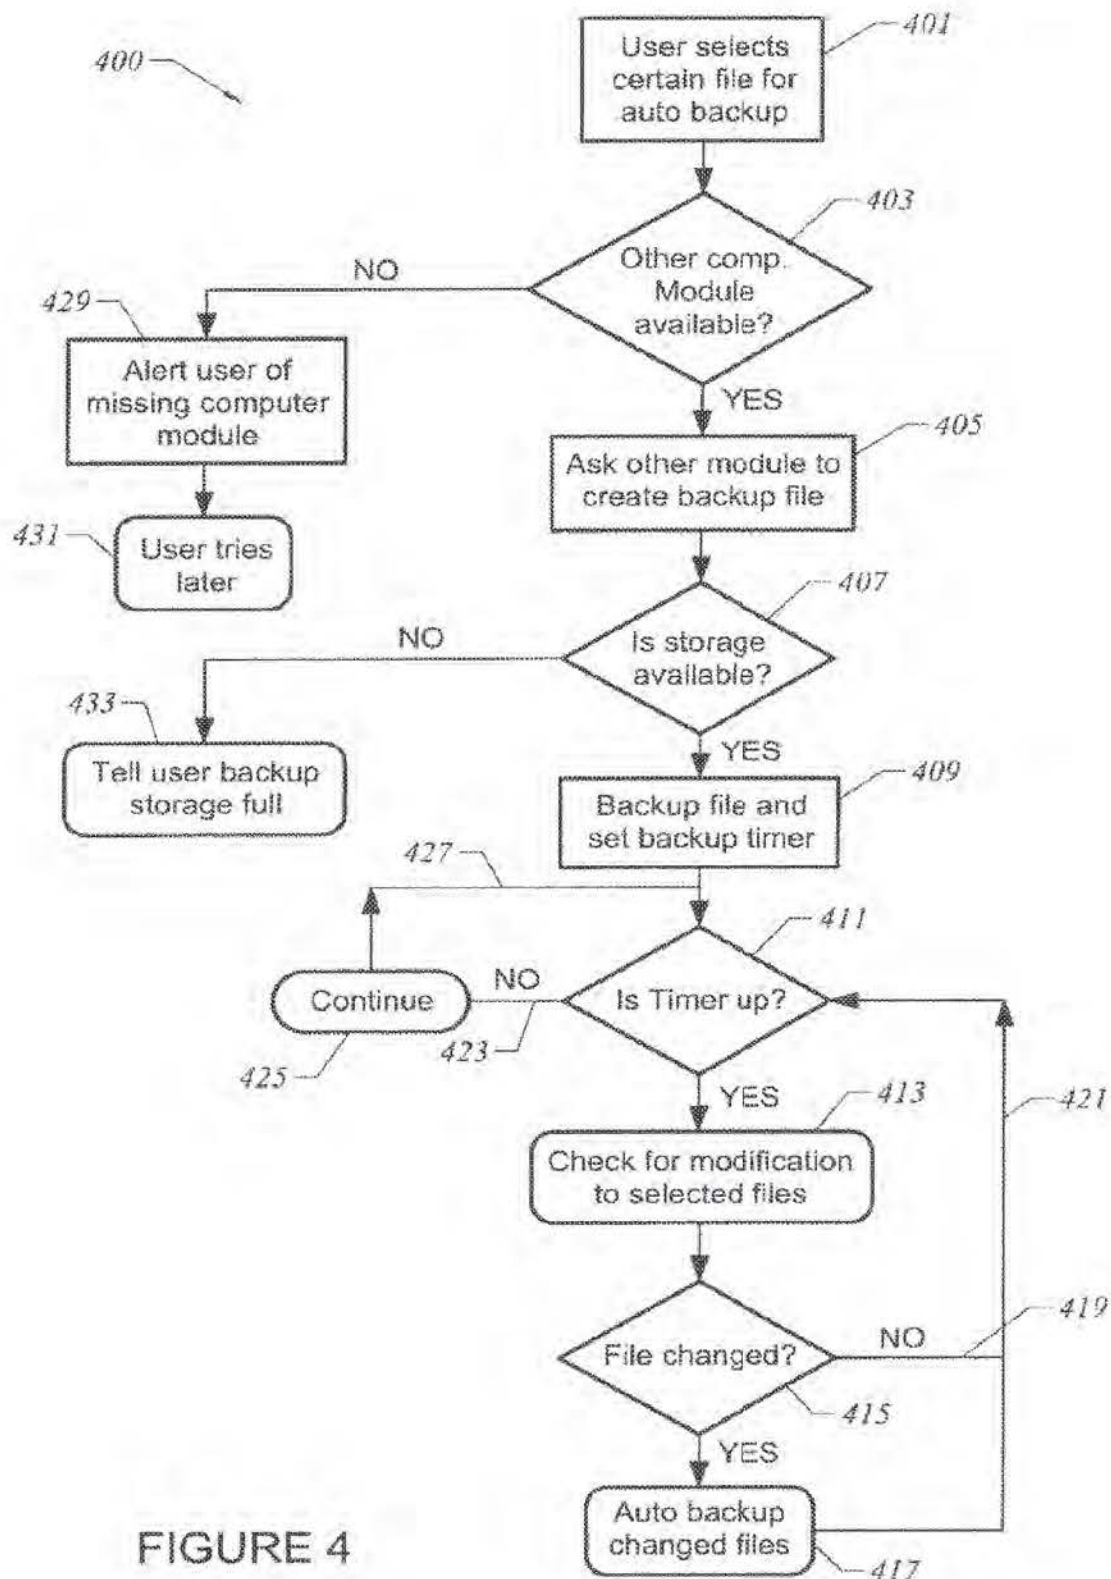 400
401
User selects
certain file for
auto backup
403
Other comp.
Module
available?
NO
429
Alert user of
missing computer
module
YES
405
Ask other module to
create backup file
431
User tries
later
407
Is storage
available?
NO
433
Tell user backup
storage full
YES
409
Backup file and
set backup timer
427
411
Is Timer up?
NO
Continue
423
425
YES
413
421
Check for modification
to selected files
419
File changed?
NO
415
YES
Auto backup
changed files
417
FIGURE 4